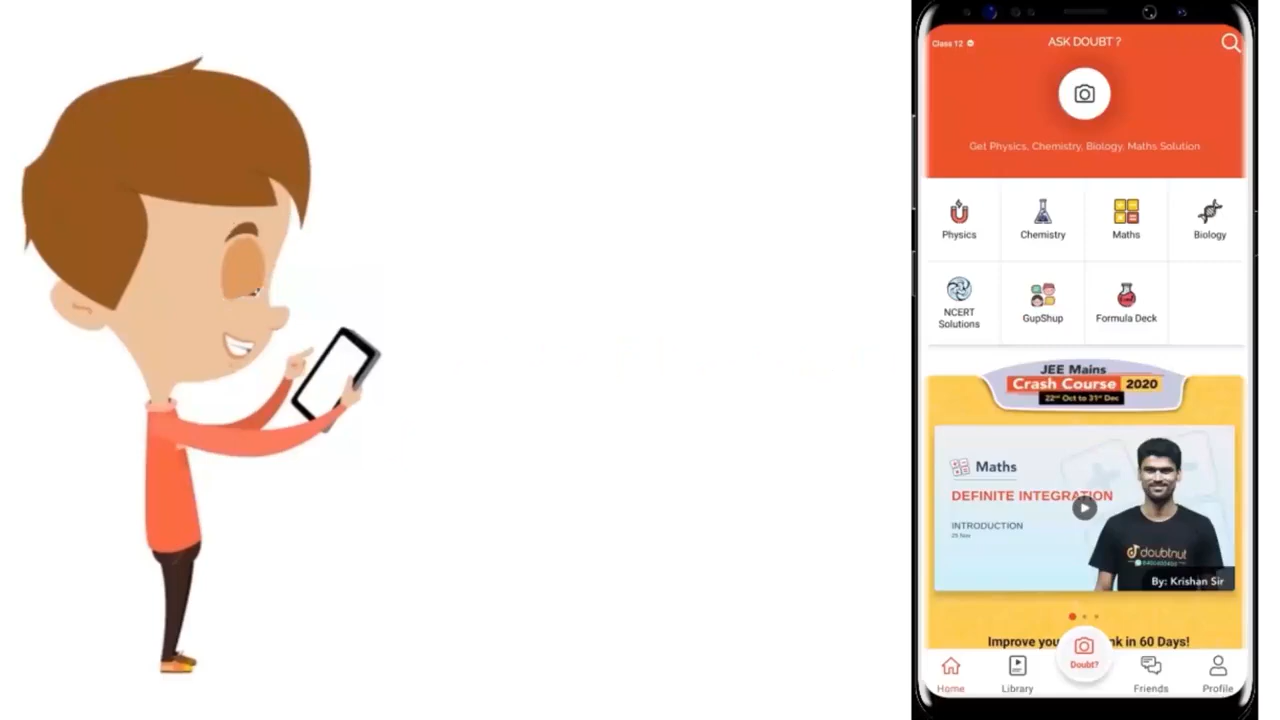 Class 12
ASK DOUBT ?
Get Physics, Chemistry, Biology, Maths Solution
Physics
Chemistry
Maths
Biology
NCERT
Solutions
GupShup
Formula Deck
JEE Mains
Crash Course 2020
22nd Oct to 31st Dec
Maths
DEFINITE INTEGRATION
INTRODUCTION
doubtnut
By: Krishan Sir
in 60 Days!
Doubt?
Home
Library
Friends
Profile